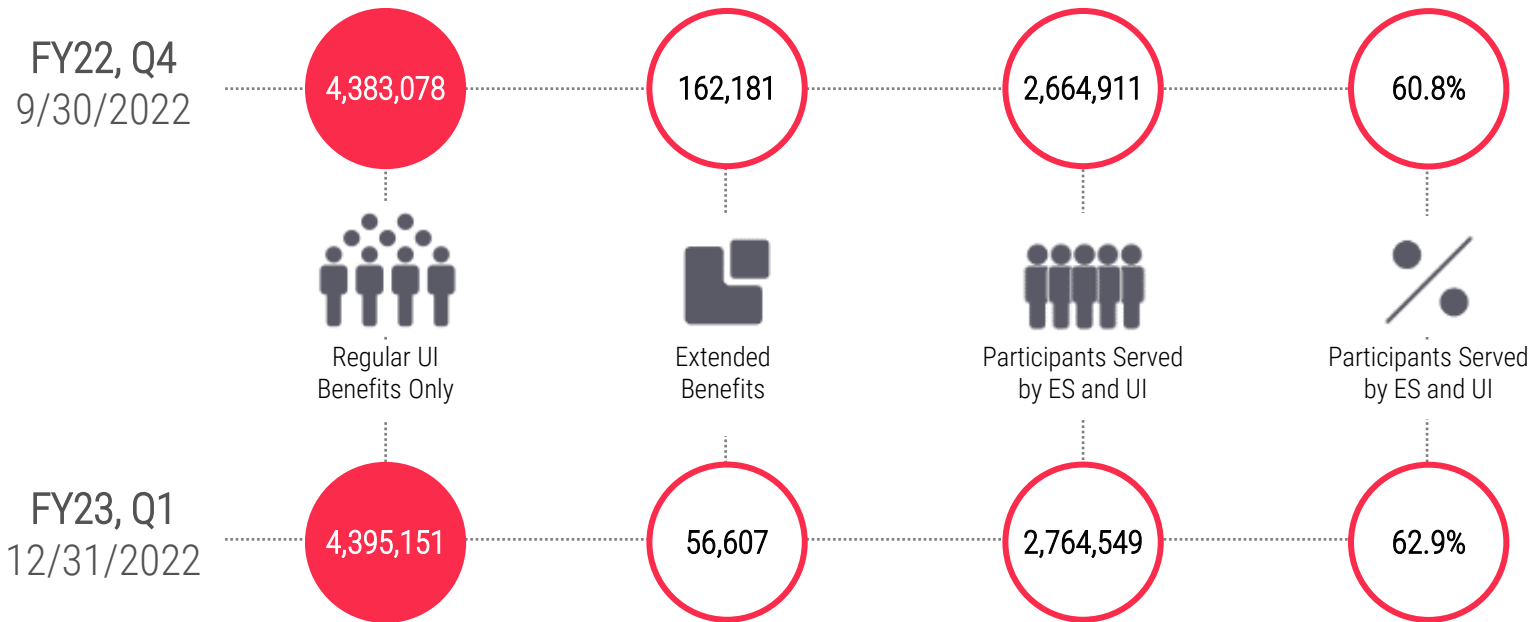 FY22, Q4
9/30/2022
4,383,078
162,181
2,664,911
60.8%
Regular UI
Benefits Only
Extended
Benefits
Participants Served
by ES and UI
Participants Served
by ES and UI
FY23, Q1
12/31/2022
4,395,151
56,607
2,764,549
62.9%